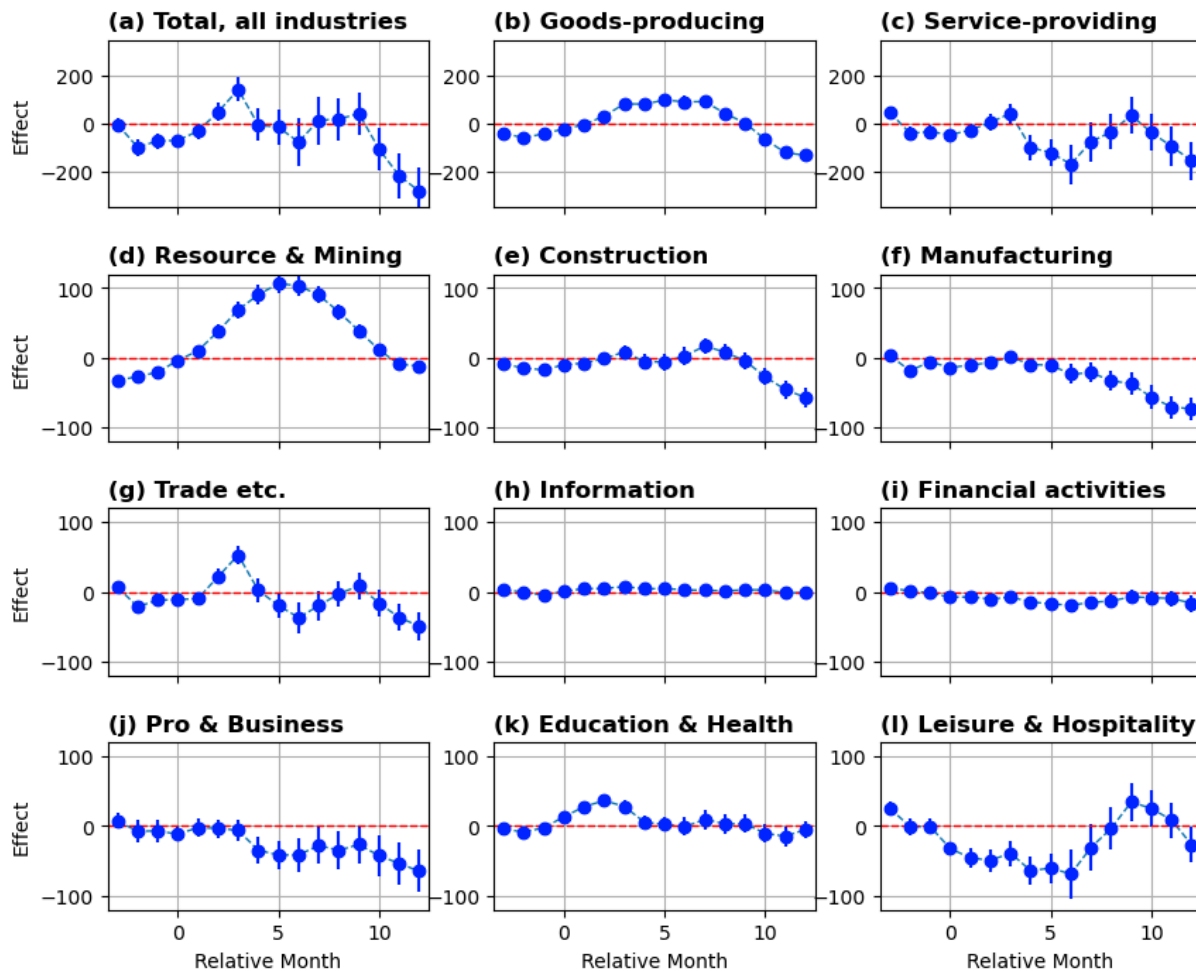 (a) Total, all industries
(b) Goods-producing
(c) Service-providing
Effect
200
0
−200
200
0
−200
200
0
−200
(d) Resource & Mining
(e) Construction
(f) Manufacturing
Effect
100
0
−100
100
0
−100
100
0
−100
(g) Trade etc.
(h) Information
(i) Financial activities
Effect
100
0
−100
100
0
−100
100
0
−100
(j) Pro & Business
(k) Education & Health
(l) Leisure & Hospitality
Effect
100
0
−100
100
0
−100
100
0
−100
0 5 10
0 5 10
0 5 10
Relative Month
Relative Month
Relative Month